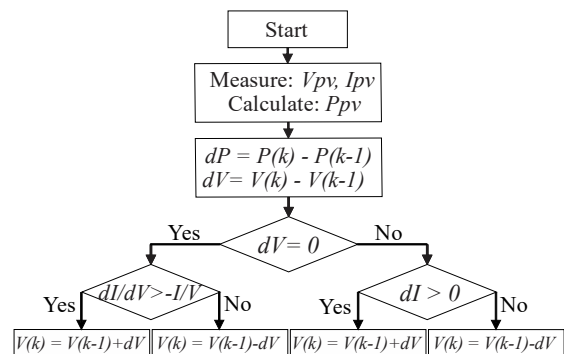 Start
Measure: Vpv, Ipv
Calculate: Ppv
dP = P(k) - P(k-1)
dV= V(k) - V(k-1)
Yes
dV= 0
No
dI/dV>-I/V
dI > 0
Yes
No
Yes
No
V(k) = V(k-1)+dV
V(k) = V(k-1)-dV
V(k) = V(k-1)+dV
V(k) = V(k-1)-dV